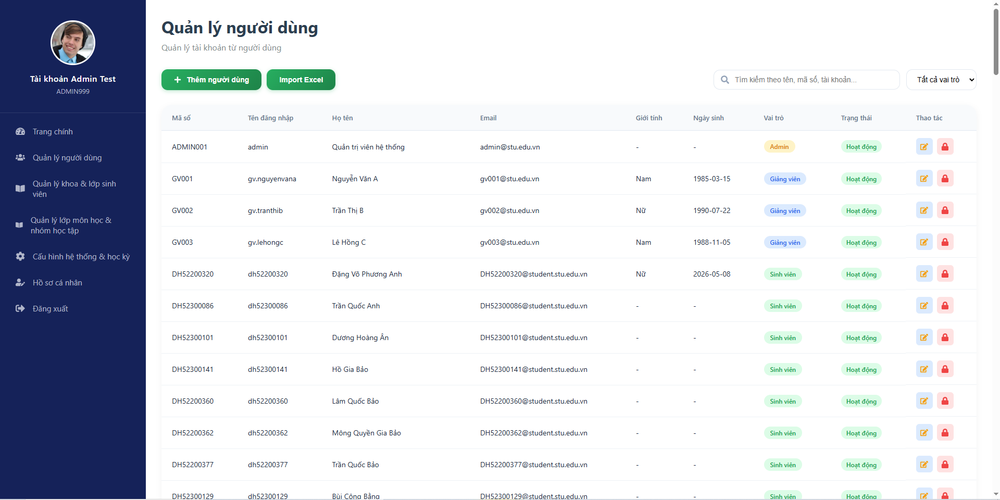 Tài khoản Admin Test
ADMIN999
Trang chính
Quản lý người dùng
Quản lý khoa & lớp sinh
viên
Quản lý lớp môn học &
nhóm học tập
Cấu hình hệ thống & học kỳ
Hồ sơ cá nhân
Đăng xuất
Quản lý người dùng
Quản lý tài khoản từ người dùng
Thêm người dùng Import Excel Tìm kiếm theo tên, mã số, tài khoản... Tất cả vai trò
Mã số Tên đăng nhập Họ tên Email Giới tính Ngày sinh Vai trò Trạng thái Thao tác
ADMIN001 admin Quản trị viên hệ thống admin@stu.edu.vn - - Admin Hoạt động
GV001 gv.nguyenvana Nguyễn Văn A gv001@stu.edu.vn Nam 1985-03-15 Giảng viên Hoạt động
GV002 gv.tranthib Trần Thị B gv002@stu.edu.vn Nữ 1990-07-22 Giảng viên Hoạt động
GV003 gv.lehongc Lê Hồng C gv003@stu.edu.vn Nam 1988-11-05 Giảng viên Hoạt động
DH52200320 dh52200320 Đặng Võ Phương Anh DH52200320@student.stu.edu.vn Nữ 2026-05-08 Sinh viên Hoạt động
DH52300086 dh52300086 Trần Quốc Anh DH52300086@student.stu.edu.vn - - Sinh viên Hoạt động
DH52300101 dh52300101 Dương Hoàng Ân DH52300101@student.stu.edu.vn - - Sinh viên Hoạt động
DH52300141 dh52300141 Hồ Gia Bảo DH52300141@student.stu.edu.vn - - Sinh viên Hoạt động
DH52200360 dh52200360 Lâm Quốc Bảo DH52200360@student.stu.edu.vn - - Sinh viên Hoạt động
DH52200362 dh52200362 Mông Quyền Gia Bảo DH52200362@student.stu.edu.vn - - Sinh viên Hoạt động
DH52200377 dh52200377 Trần Quốc Bảo DH52200377@student.stu.edu.vn - - Sinh viên Hoạt động
DH52300129 dh52300129 Bùi Công Bằng DH52300129@student.stu.edu.vn - - Sinh viên Hoạt động